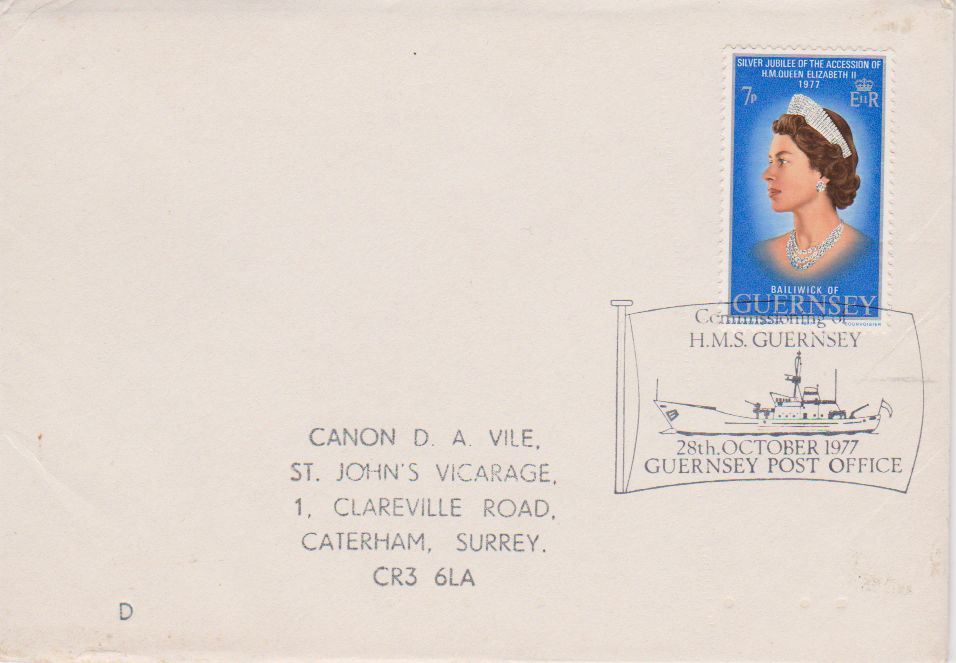 SILVER JUBILEE OF THE ACCESSION OF
H.M. QUEEN ELIZABETH II
1977
7p
EIIR
BAILIWICK OF
GUERNSEY
COURVOISIER
Commissioning of
H.M.S. GUERNSEY
28th. OCTOBER 1977
GUERNSEY POST OFFICE
CANON D. A. VILE,
ST. JOHN'S VICARAGE,
1, CLAREVILLE ROAD,
CATERHAM, SURREY.
CR3 6LA
D